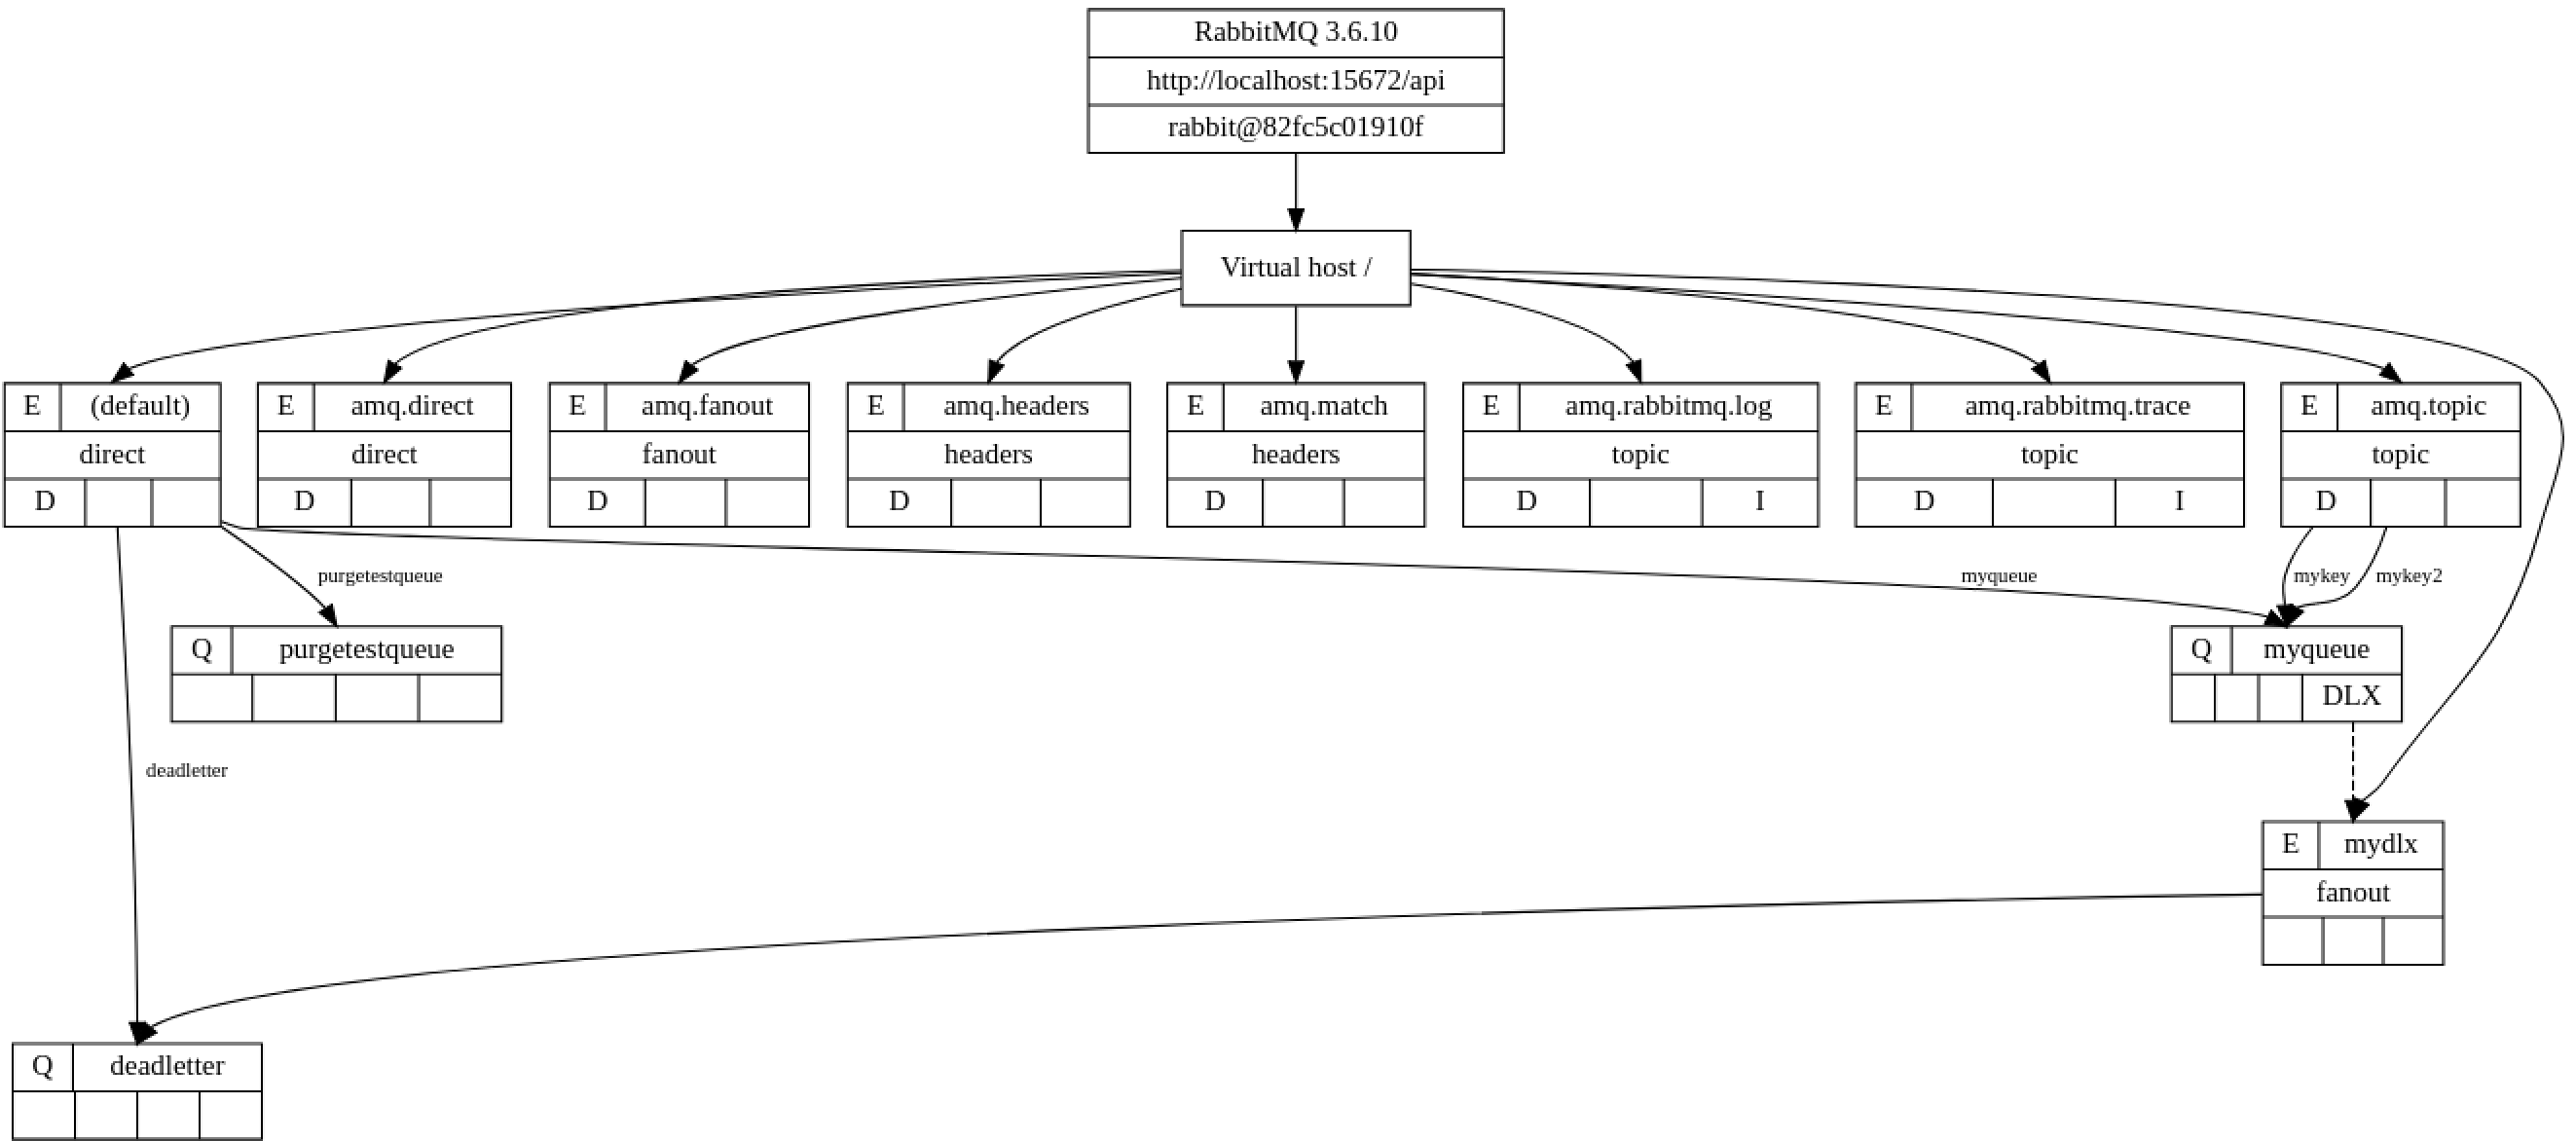 RabbitMQ 3.6.10
http://localhost:15672/api
rabbit@82fc5c01910f
Virtual host /
E (default)
direct
D
E amq.direct
direct
D
E amq.fanout
fanout
D
E amq.headers
headers
D
E amq.match
headers
D
E amq.rabbitmq.log
topic
D I
E amq.rabbitmq.trace
topic
D I
E amq.topic
topic
D
purgetestqueue
myqueue
mykey
mykey2
Q purgetestqueue
Q myqueue
DLX
deadletter
E mydlx
fanout
Q deadletter